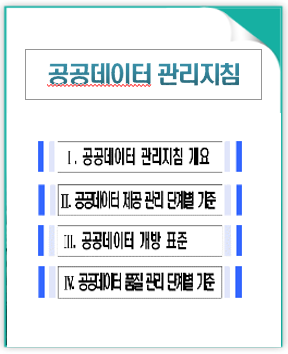 공공데이터 관리지침
Ⅰ. 공공데이터 관리지침 개요
Ⅱ. 공공데이터 제공 관리 단계별 기준
Ⅲ. 공공데이터 개방 표준
Ⅳ. 공공데이터 품질 관리 단계별 기준